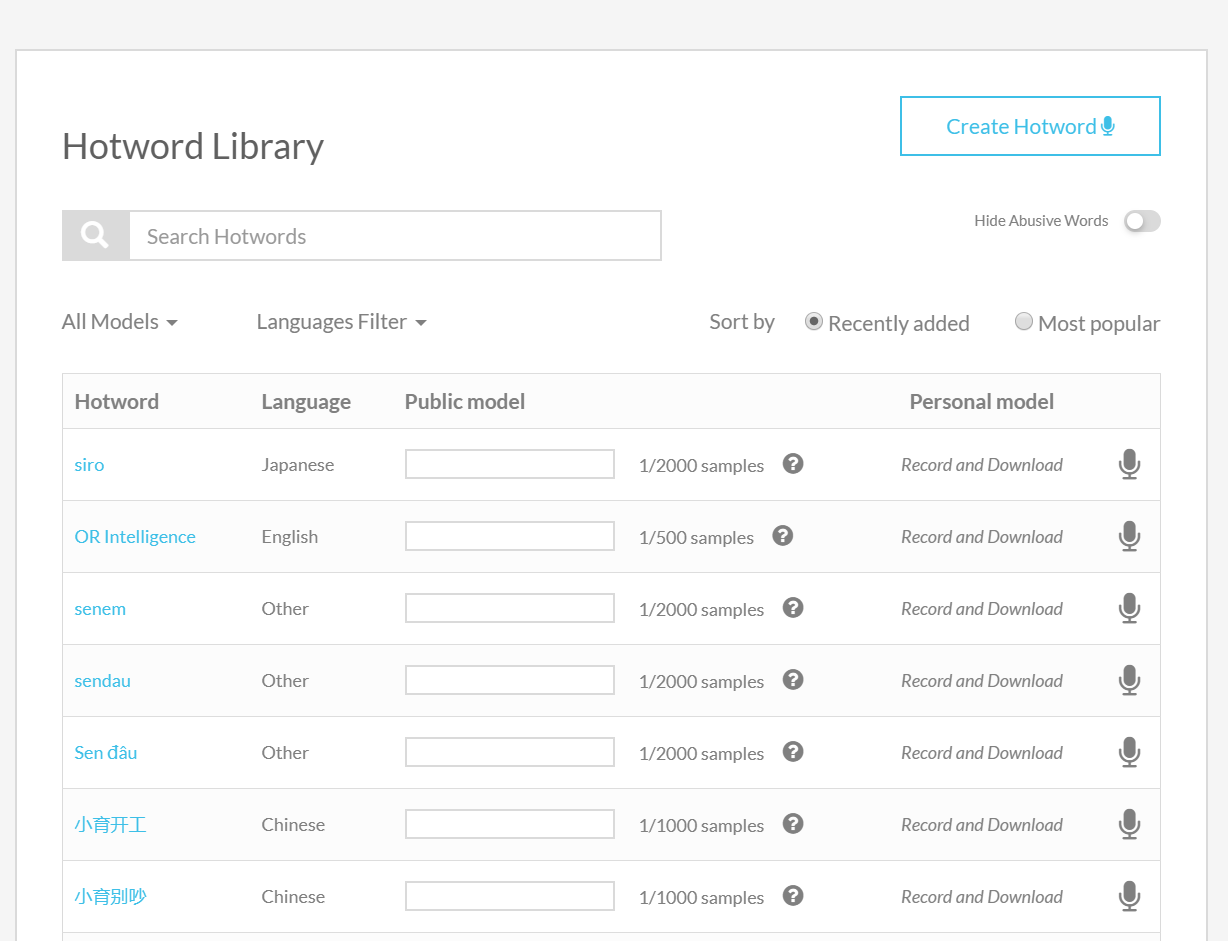 Create Hotword
Hotword Library
Search Hotwords
Hide Abusive Words
All Models Languages Filter Sort by Recently added Most popular
Hotword Language Public model Personal model
siro Japanese 1/2000 samples ? Record and Download
OR Intelligence English 1/500 samples ? Record and Download
senem Other 1/2000 samples ? Record and Download
sendau Other 1/2000 samples ? Record and Download
Sen đâu Other 1/2000 samples ? Record and Download
小育开工 Chinese 1/1000 samples ? Record and Download
小育别吵 Chinese 1/1000 samples ? Record and Download